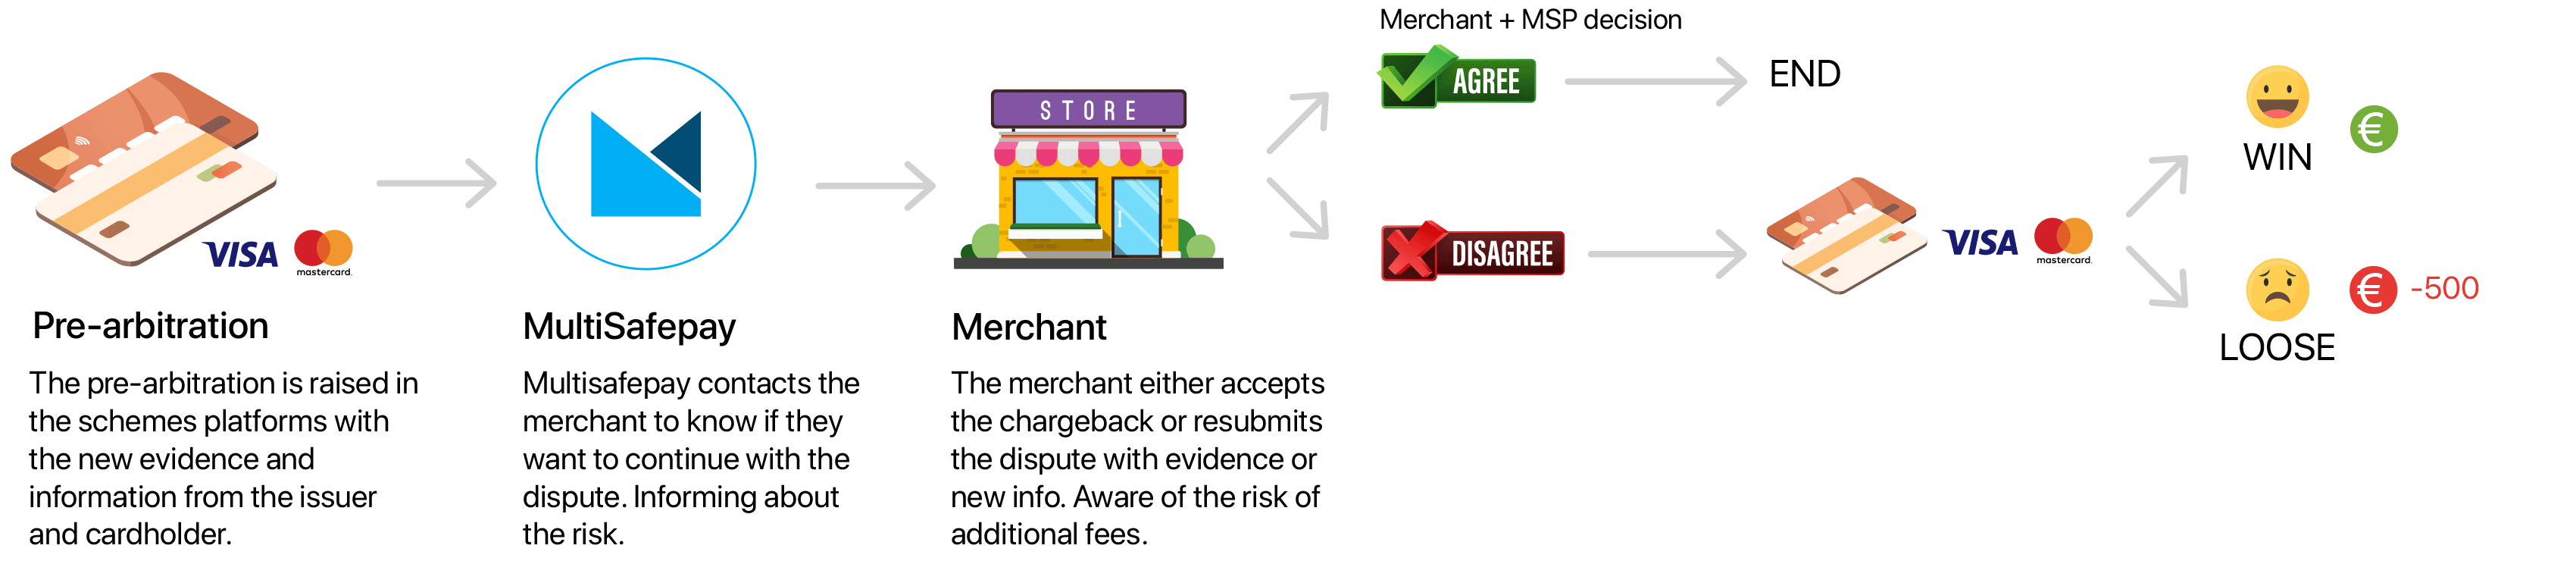 Merchant + MSP decision
AGREE
END
STORE
WIN
€
VISA
mastercard.
DISAGREE
VISA
mastercard.
€ -500
LOOSE
Pre-arbitration
The pre-arbitration is raised in
the schemes platforms with
the new evidence and
information from the issuer
and cardholder.
MultiSafepay
Multisafepay contacts the
merchant to know if they
want to continue with the
dispute. Informing about
the risk.
Merchant
The merchant either accepts
the chargeback or resubmits
the dispute with evidence or
new info. Aware of the risk of
additional fees.